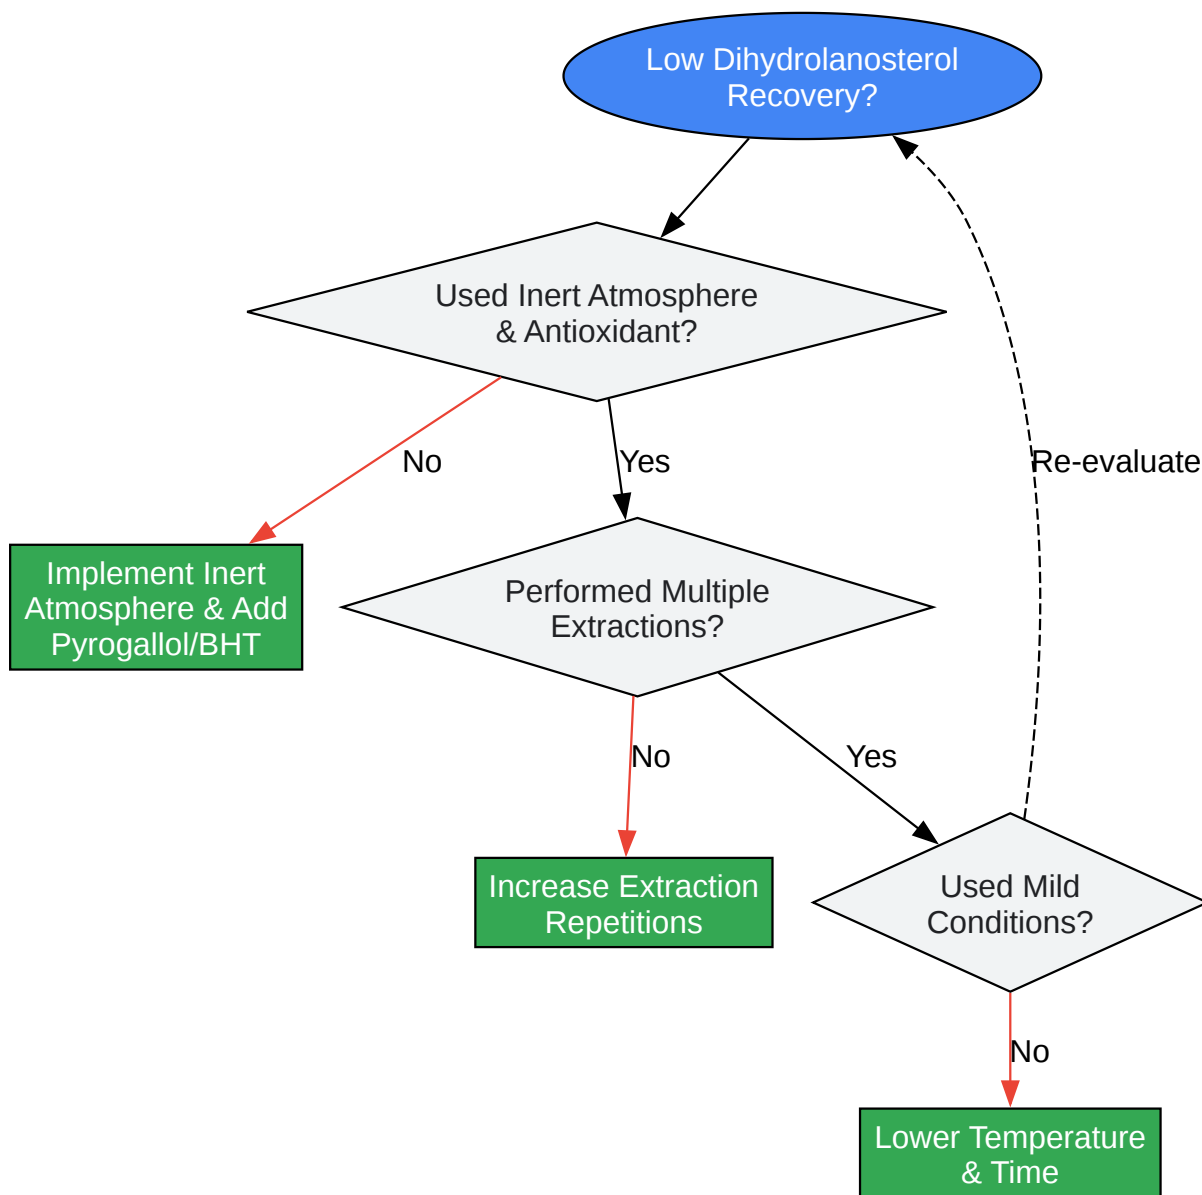 Low Dihydrolanosterol
Recovery?
Used Inert Atmosphere
& Antioxidant?
No
Yes
Re-evaluate
Implement Inert
Atmosphere & Add
Pyrogallol/BHT
Performed Multiple
Extractions?
No
Yes
Increase Extraction
Repetitions
Used Mild
Conditions?
No
Lower Temperature
& Time